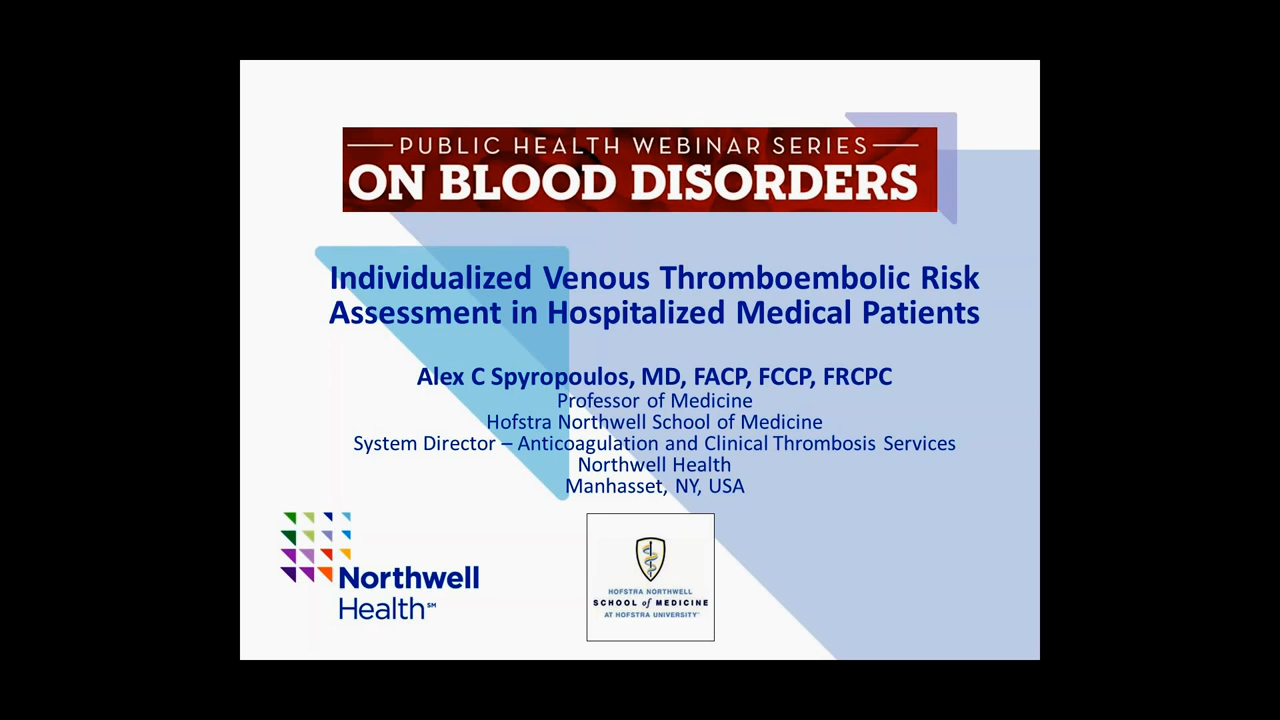 PUBLIC HEALTH WEBINAR SERIES
ON BLOOD DISORDERS
Individualized Venous Thromboembolic Risk
Assessment in Hospitalized Medical Patients
Alex C Spyropoulos, MD, FACP, FCCP, FRCPC
Professor of Medicine
Hofstra Northwell School of Medicine
System Director – Anticoagulation and Clinical Thrombosis Services
Northwell Health
Manhasset, NY, USA
Northwell
Health℠
HOFSTRA NORTHWELL
SCHOOL of MEDICINE
AT HOFSTRA UNIVERSITY™